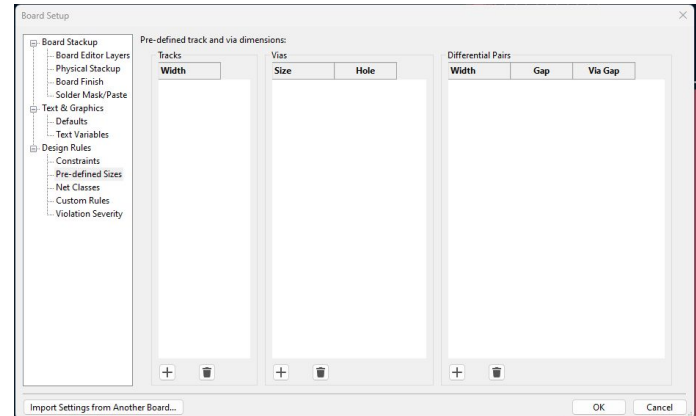 Board Setup
Board Stackup
Board Editor Layers
Physical Stackup
Board Finish
Solder Mask/Paste
Text & Graphics
Defaults
Text Variables
Design Rules
Constraints
Pre-defined Sizes
Net Classes
Custom Rules
Violation Severity
Pre-defined track and via dimensions:
Tracks
Width
Vias
Size Hole
Differential Pairs
Width Gap Via Gap
Import Settings from Another Board...
OK Cancel